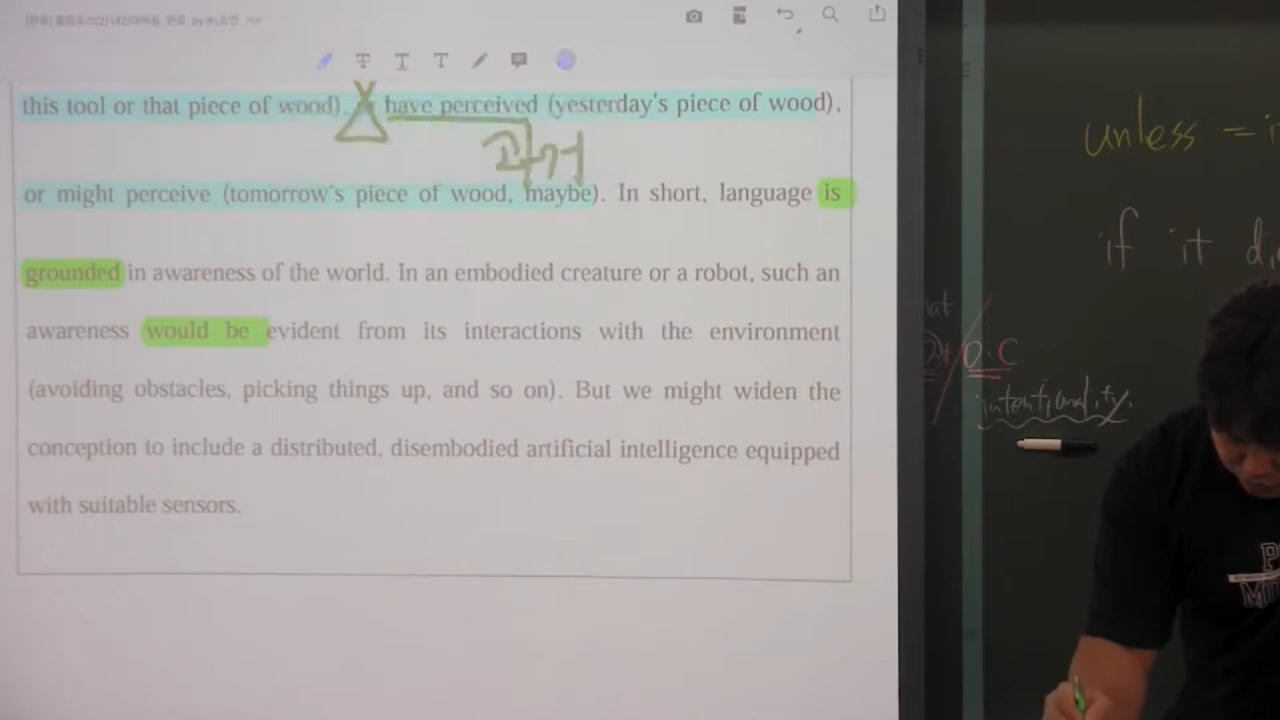 this tool or that piece of wood), have perceived (yesterday's piece of wood),
과거
or might perceive (tomorrow's piece of wood, maybe). In short, language is
grounded in awareness of the world. In an embodied creature or a robot, such an
awareness would be evident from its interactions with the environment
(avoiding obstacles, picking things up, and so on). But we might widen the
conception to include a distributed, disembodied artificial intelligence equipped
with suitable sensors.
unless =
if it
O.C
intentionality